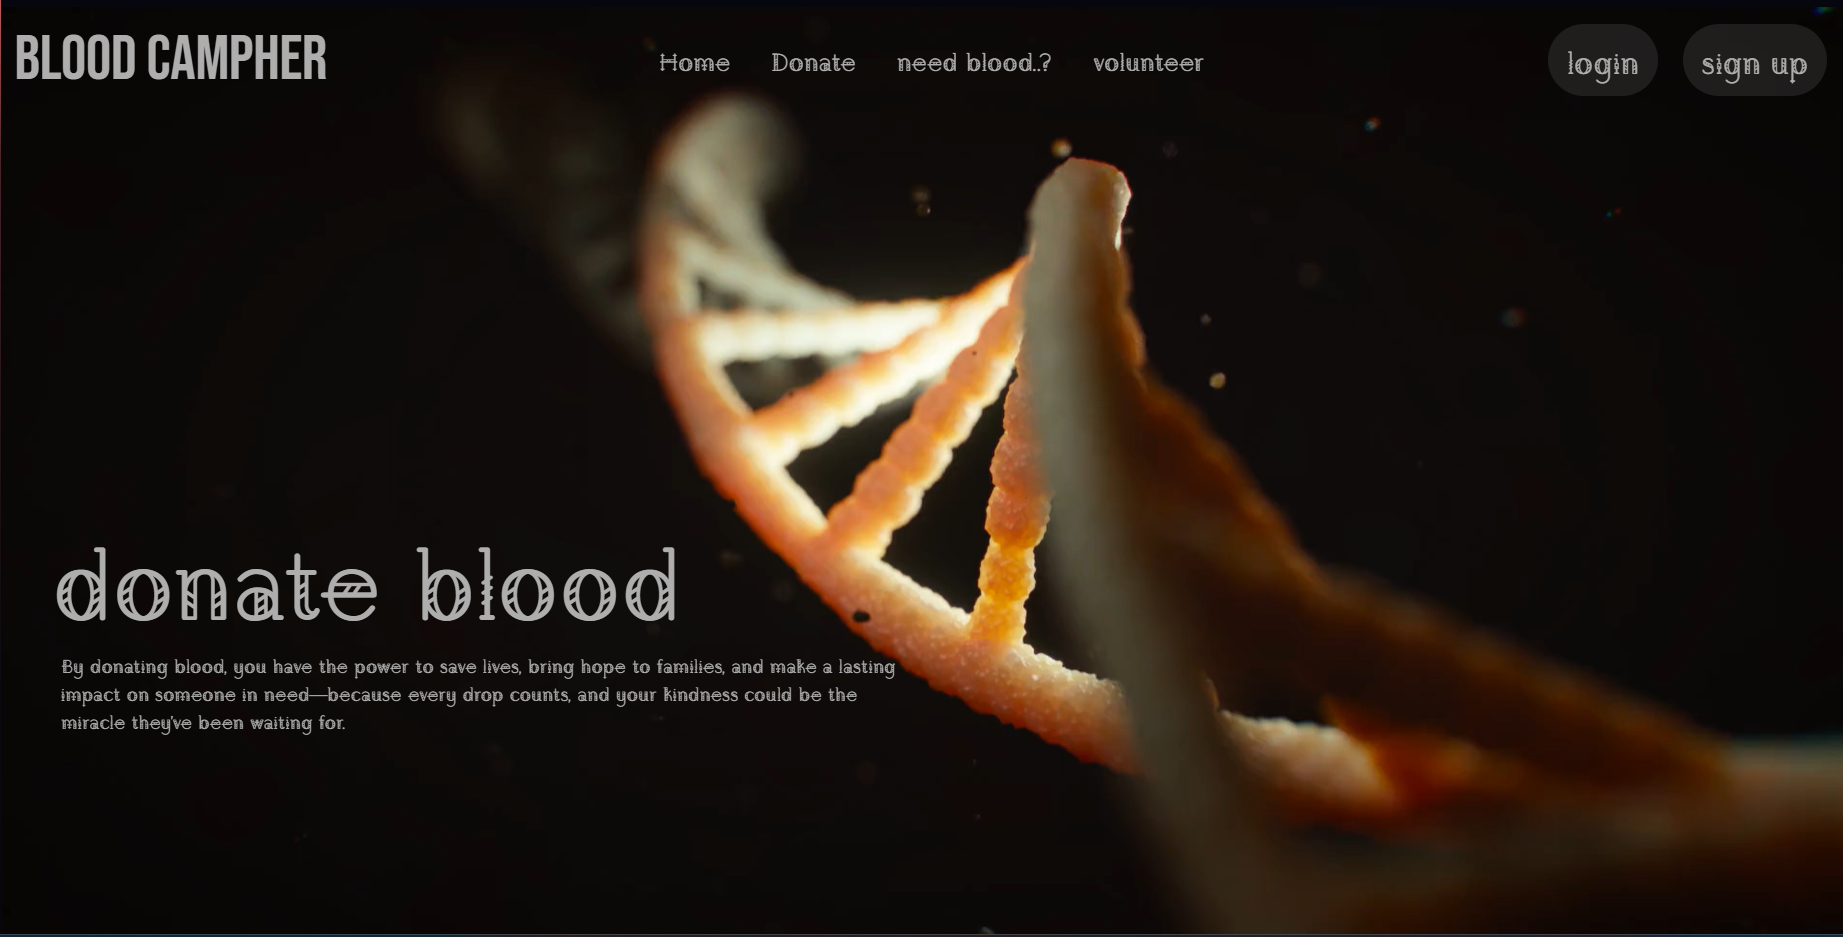 BLOOD CAMPHER
Home Donate need blood..? volunteer
login sign up
donate blood
By donating blood, you have the power to save lives, bring hope to families, and make a lasting
impact on someone in need—because every drop counts, and your kindness could be the
miracle they've been waiting for.